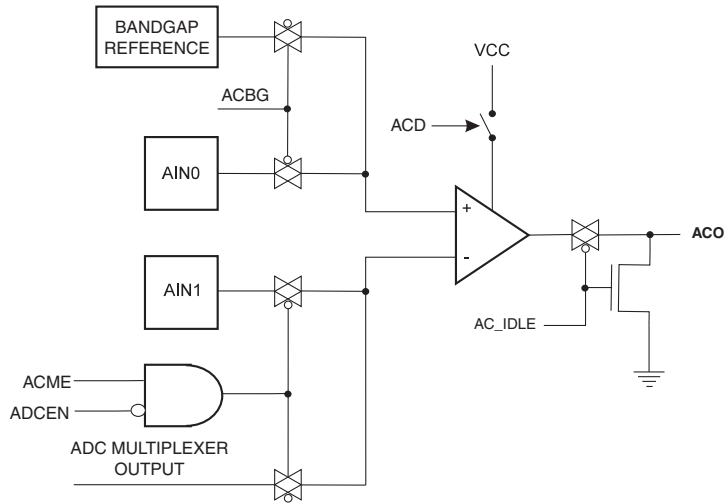 BANDGAP
REFERENCE
VCC
ACBG
ACD
AIN0
+
ACO
-
AIN1
AC_IDLE
ACME
ADCEN
ADC MULTIPLEXER
OUTPUT